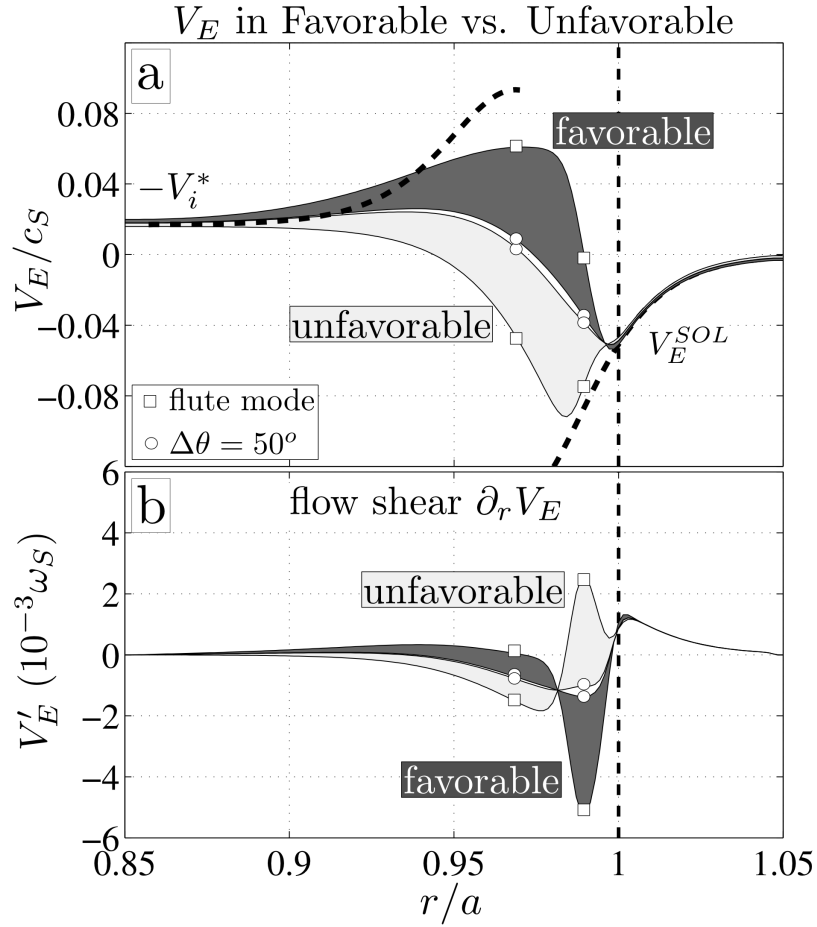 V_E in Favorable vs. Unfavorable
a
favorable
0.08
0.04
0
−0.04
−0.08
−V_i^*
V_E/c_S
unfavorable
V_E^{SOL}
flute mode
Δθ = 50^o
b
flow shear ∂_r V_E
unfavorable
favorable
6
4
2
0
−2
−4
−6
V_E' (10^{-3} ω_S)
0.85 0.9 0.95 1 1.05
r/a